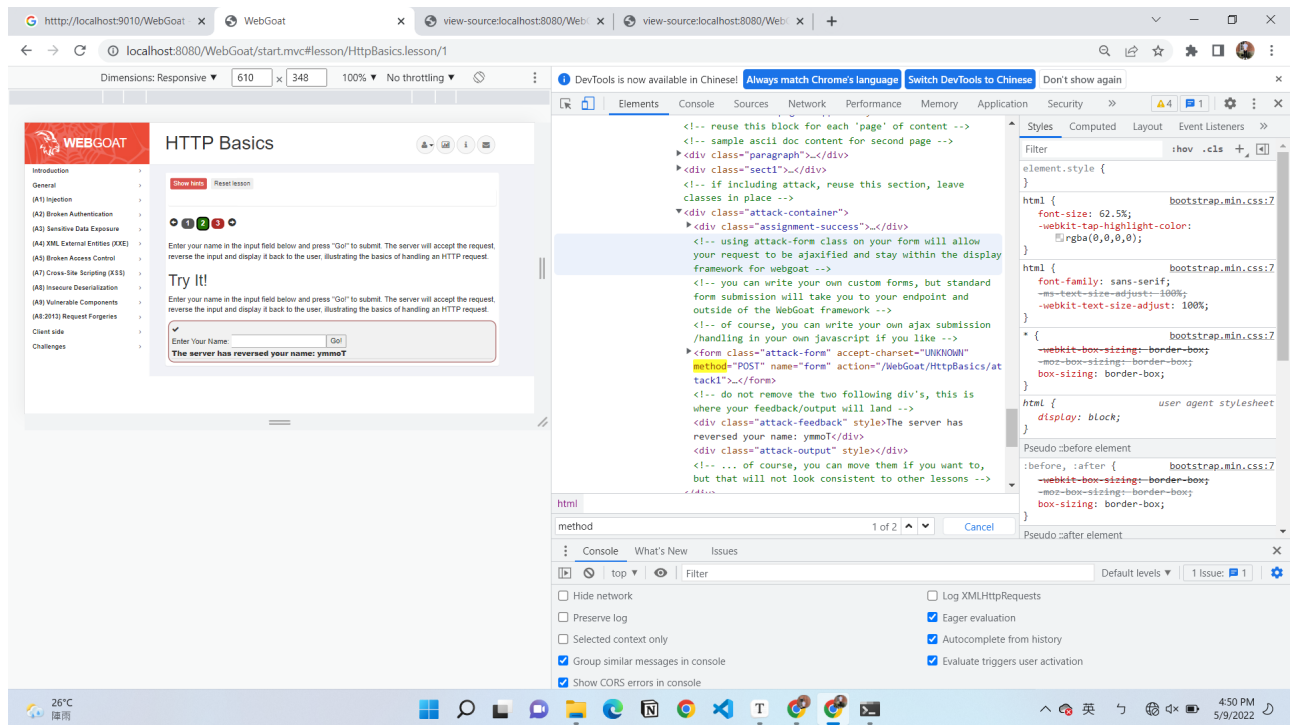 htttp://localhost:9010/WebGoat
WebGoat
view-source:localhost:8080/Web
view-source:localhost:8080/Web
localhost:8080/WebGoat/start.mvc#lesson/HttpBasics.lesson/1
Dimensions: Responsive ▼ 610 × 348 100% ▼ No throttling ▼
WEBGOAT
HTTP Basics
Introduction
General
(A1) Injection
(A2) Broken Authentication
(A3) Sensitive Data Exposure
(A4) XML External Entities (XXE)
(A5) Broken Access Control
(A7) Cross-Site Scripting (XSS)
(A8) Insecure Deserialization
(A9) Vulnerable Components
(A8:2013) Request Forgeries
Client side
Challenges
Show hints Reset lesson
1 2 3
Enter your name in the input field below and press "Go!" to submit. The server will accept the request,
reverse the input and display it back to the user, illustrating the basics of handling an HTTP request.
Try It!
Enter your name in the input field below and press "Go!" to submit. The server will accept the request,
reverse the input and display it back to the user, illustrating the basics of handling an HTTP request.
✔
Enter Your Name: Go!
The server has reversed your name: ymmoT
DevTools is now available in Chinese! Always match Chrome's language Switch DevTools to Chinese Don't show again
Elements Console Sources Network Performance Memory Application Security » 4 1
<!-- reuse this block for each 'page' of content -->
<!-- sample ascii doc content for second page -->
<div class="paragraph">…</div>
<div class="sect1">…</div>
<!-- if including attack, reuse this section, leave
classes in place -->
<div class="attack-container">
<div class="assignment-success">…</div>
<!-- using attack-form class on your form will allow
your request to be ajaxified and stay within the display
framework for webgoat -->
<!-- you can write your own custom forms, but standard
form submission will take you to your endpoint and
outside of the WebGoat framework -->
<!-- of course, you can write your own ajax submission
/handling in your own javascript if you like -->
<form class="attack-form" accept-charset="UNKNOWN"
method="POST" name="form" action="/WebGoat/HttpBasics/at
tack1">…</form>
<!-- do not remove the two following div's, this is
where your feedback/output will land -->
<div class="attack-feedback" style>The server has
reversed your name: ymmoT</div>
<div class="attack-output" style></div>
<!-- ... of course, you can move them if you want to,
but that will not look consistent to other lessons -->
</div>
html
method 1 of 2 Cancel
Styles Computed Layout Event Listeners »
Filter :hov .cls +
element.style {
}
html { bootstrap.min.css:7
font-size: 62.5%;
-webkit-tap-highlight-color:
rgba(0,0,0,0);
}
html { bootstrap.min.css:7
font-family: sans-serif;
-ms-text-size-adjust: 100%;
-webkit-text-size-adjust: 100%;
}
* { bootstrap.min.css:7
-webkit-box-sizing: border-box;
-moz-box-sizing: border-box;
box-sizing: border-box;
}
html { user agent stylesheet
display: block;
}
Pseudo ::before element
:before, :after { bootstrap.min.css:7
-webkit-box-sizing: border-box;
-moz-box-sizing: border-box;
box-sizing: border-box;
}
Pseudo ::after element
Console What's New Issues
top ▼ Filter Default levels ▼ 1 Issue: 1
Hide network
Preserve log
Selected context only
Group similar messages in console
Show CORS errors in console
Log XMLHttpRequests
Eager evaluation
Autocomplete from history
Evaluate triggers user activation
26°C
陣雨
英
4:50 PM
5/9/2022